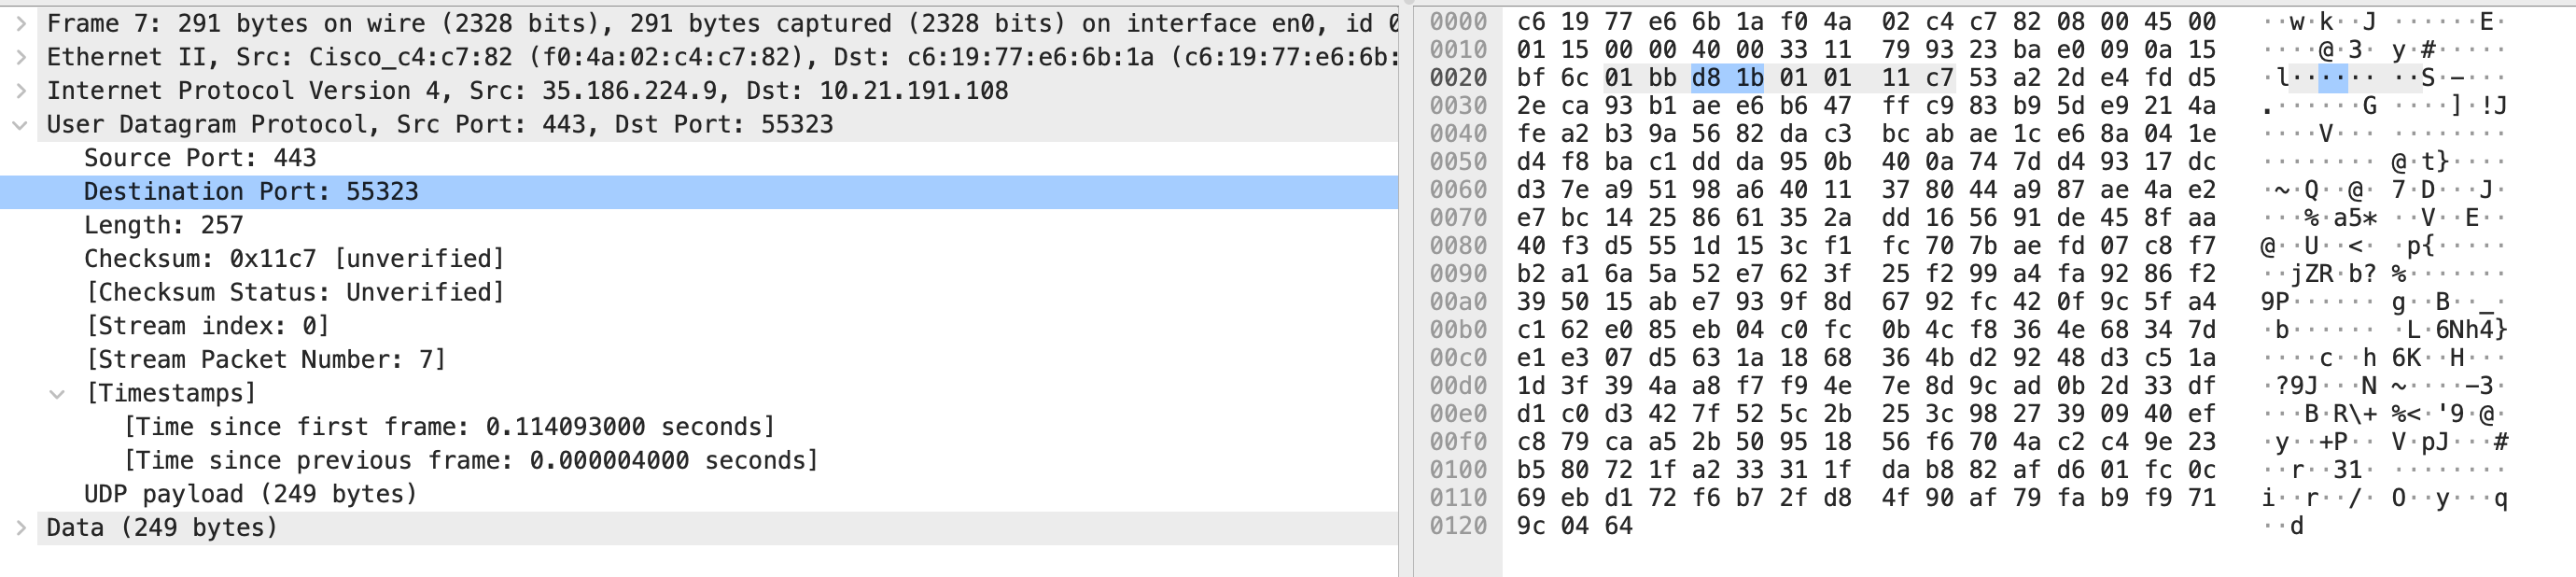 Frame 7: 291 bytes on wire (2328 bits), 291 bytes captured (2328 bits) on interface en0, id 0
Ethernet II, Src: Cisco_c4:c7:82 (f0:4a:02:c4:c7:82), Dst: c6:19:77:e6:6b:1a (c6:19:77:e6:6b:
Internet Protocol Version 4, Src: 35.186.224.9, Dst: 10.21.191.108
User Datagram Protocol, Src Port: 443, Dst Port: 55323
Source Port: 443
Destination Port: 55323
Length: 257
Checksum: 0x11c7 [unverified]
[Checksum Status: Unverified]
[Stream index: 0]
[Stream Packet Number: 7]
[Timestamps]
[Time since first frame: 0.114093000 seconds]
[Time since previous frame: 0.000004000 seconds]
UDP payload (249 bytes)
Data (249 bytes)
0000 c6 19 77 e6 6b 1a f0 4a 02 c4 c7 82 08 00 45 00 ··w·k··J ······E·
0010 01 15 00 00 40 00 33 11 79 93 23 ba e0 09 0a 15 ····@·3· y·#·····
0020 bf 6c 01 bb d8 1b 01 01 11 c7 53 a2 2d e4 fd d5 ·l······ ··S·-···
0030 2e ca 93 b1 ae e6 b6 47 ff c9 83 b9 5d e9 21 4a .······G ····]·!J
0040 fe a2 b3 9a 56 82 da c3 bc ab ae 1c e6 8a 04 1e ····V··· ········
0050 d4 f8 ba c1 dd da 95 0b 40 0a 74 7d d4 93 17 dc ········ @·t}····
0060 d3 7e a9 51 98 a6 40 11 37 80 44 a9 87 ae 4a e2 ·~·Q··@· 7·D···J·
0070 e7 bc 14 25 86 61 35 2a dd 16 56 91 de 45 8f aa ···%·a5* ··V··E··
0080 40 f3 d5 55 1d 15 3c f1 fc 70 7b ae fd 07 c8 f7 @··U··<· ·p{·····
0090 b2 a1 6a 5a 52 e7 62 3f 25 f2 99 a4 fa 92 86 f2 ··jZR·b? %·······
00a0 39 50 15 ab e7 93 9f 8d 67 92 fc 42 0f 9c 5f a4 9P······ g··B··_·
00b0 c1 62 e0 85 eb 04 c0 fc 0b 4c f8 36 4e 68 34 7d ·b······ ·L·6Nh4}
00c0 e1 e3 07 d5 63 1a 18 68 36 4b d2 92 48 d3 c5 1a ····c··h 6K··H···
00d0 1d 3f 39 4a a8 f7 f9 4e 7e 8d 9c ad 0b 2d 33 df ·?9J···N ~····-3·
00e0 d1 c0 d3 42 7f 52 5c 2b 25 3c 98 27 39 09 40 ef ···B·R\+ %<·'9·@·
00f0 c8 79 ca a5 2b 50 95 18 56 f6 70 4a c2 c4 9e 23 ·y··+P·· V·pJ···#
0100 b5 80 72 1f a2 33 31 1f da b8 82 af d6 01 fc 0c ··r··31· ········
0110 69 eb d1 72 f6 b7 2f d8 4f 90 af 79 fa b9 f9 71 i··r··/· O··y···q
0120 9c 04 64 ··d